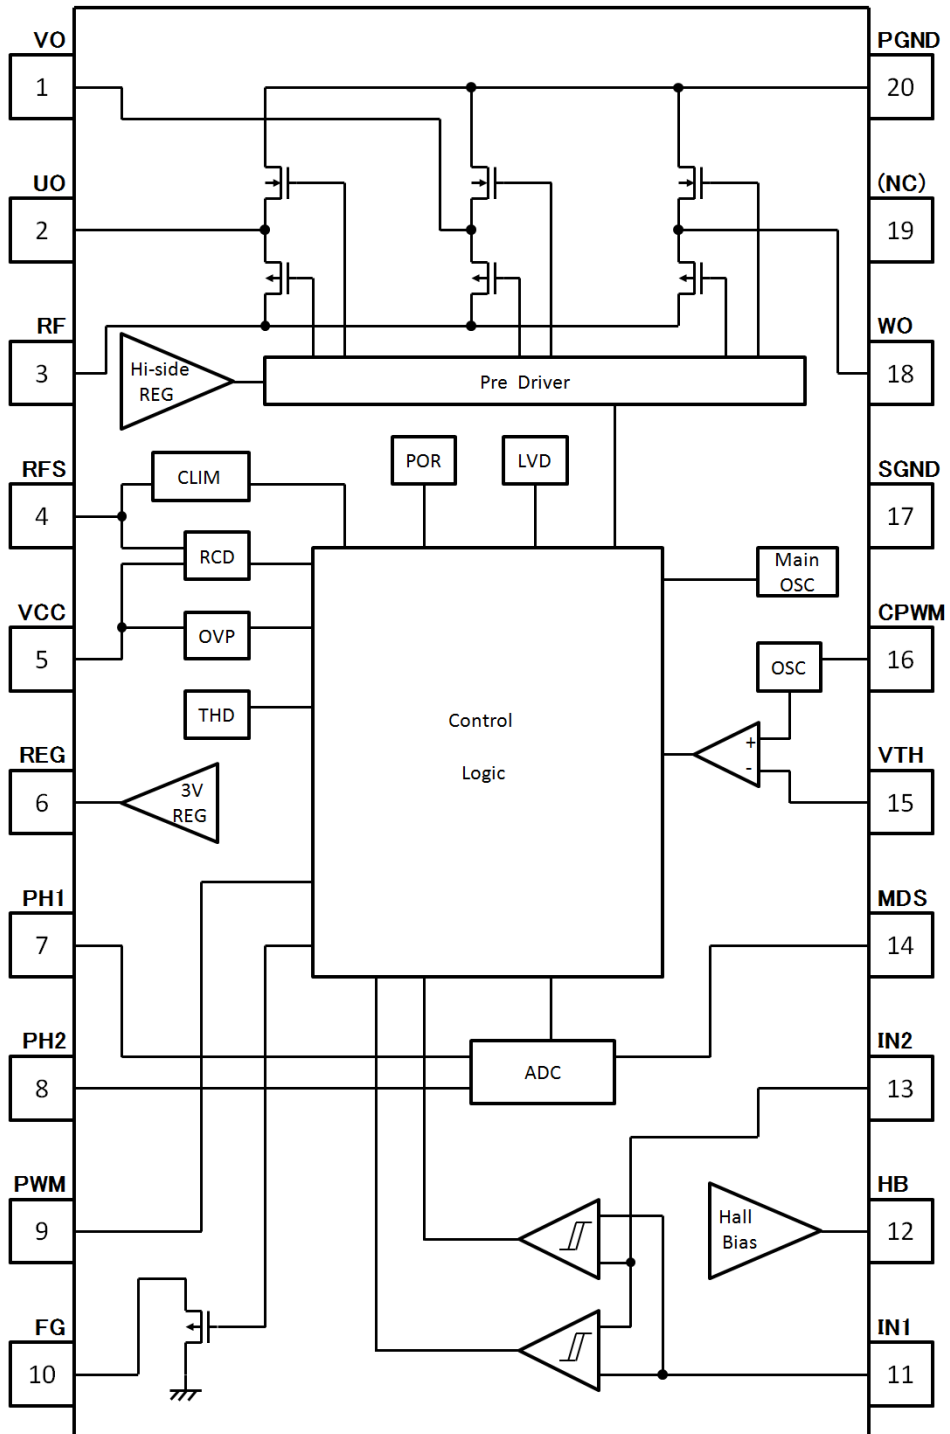 VO
1
PGND
20
UO
2
(NC)
19
RF
3
WO
18
Hi-side
REG
Pre Driver
RFS
4
SGND
17
CLIM
POR
LVD
RCD
Main
OSC
VCC
5
CPWM
16
OVP
OSC
THD
Control
Logic
+
-
REG
6
3V
REG
VTH
15
PH1
7
MDS
14
PH2
8
IN2
13
ADC
PWM
9
HB
12
Hall
Bias
FG
10
IN1
11